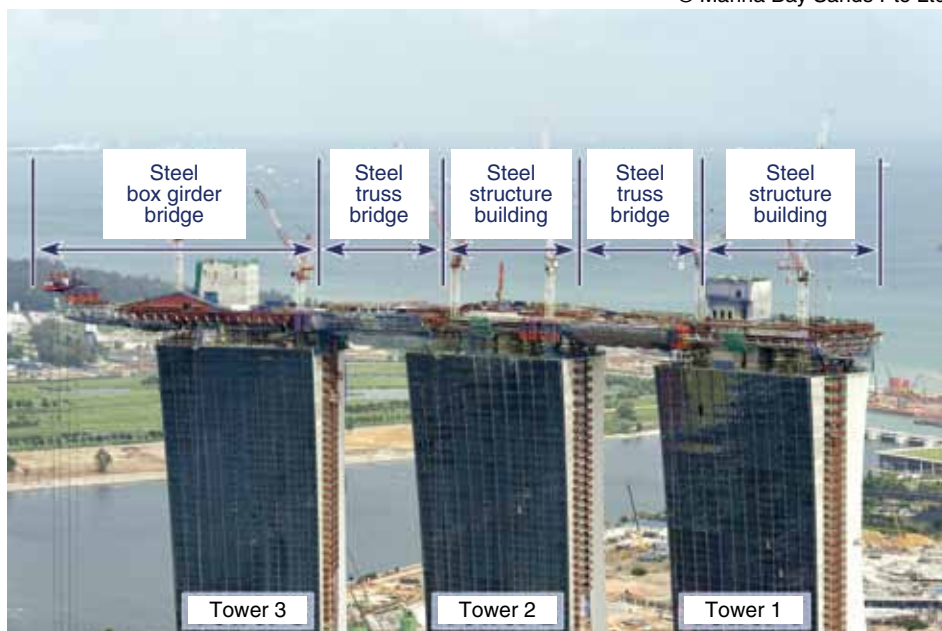 © Marina Bay Sands Pte Ltd
Steel
box girder
bridge
Steel
truss
bridge
Steel
structure
building
Steel
truss
bridge
Steel
structure
building
Tower 3
Tower 2
Tower 1